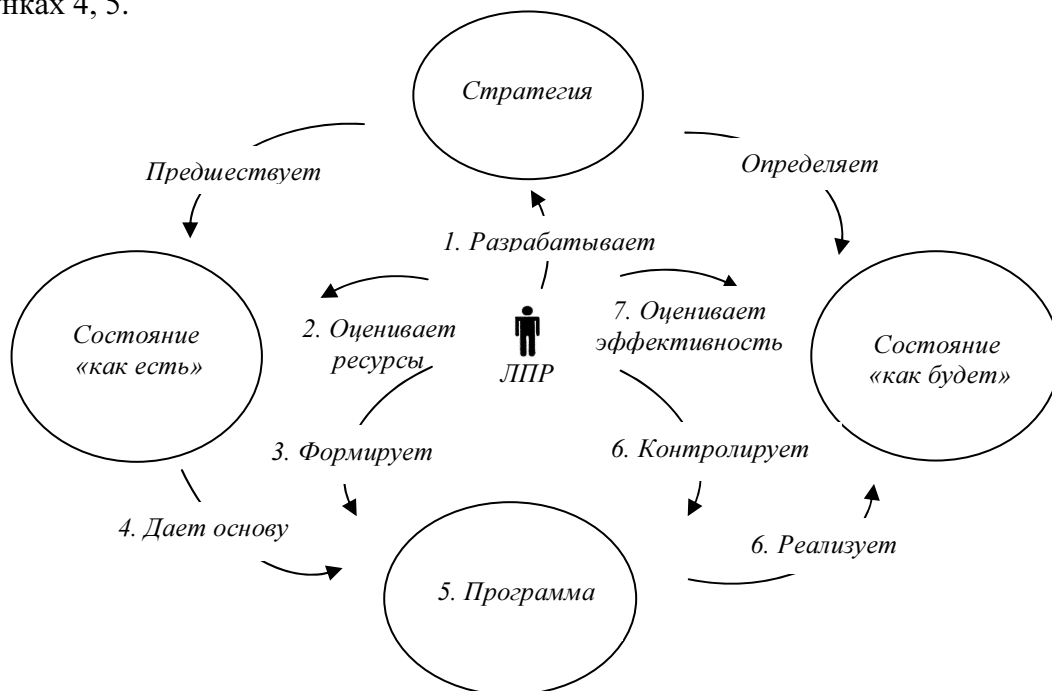 4, 5.
Стратегия
Предшествует
Определяет
1. Разрабатывает
Состояние
«как есть»
2. Оценивает
ресурсы
ЛПР
7. Оценивает
эффективность
Состояние
«как будет»
3. Формирует
6. Контролирует
4. Дает основу
6. Реализует
5. Программа